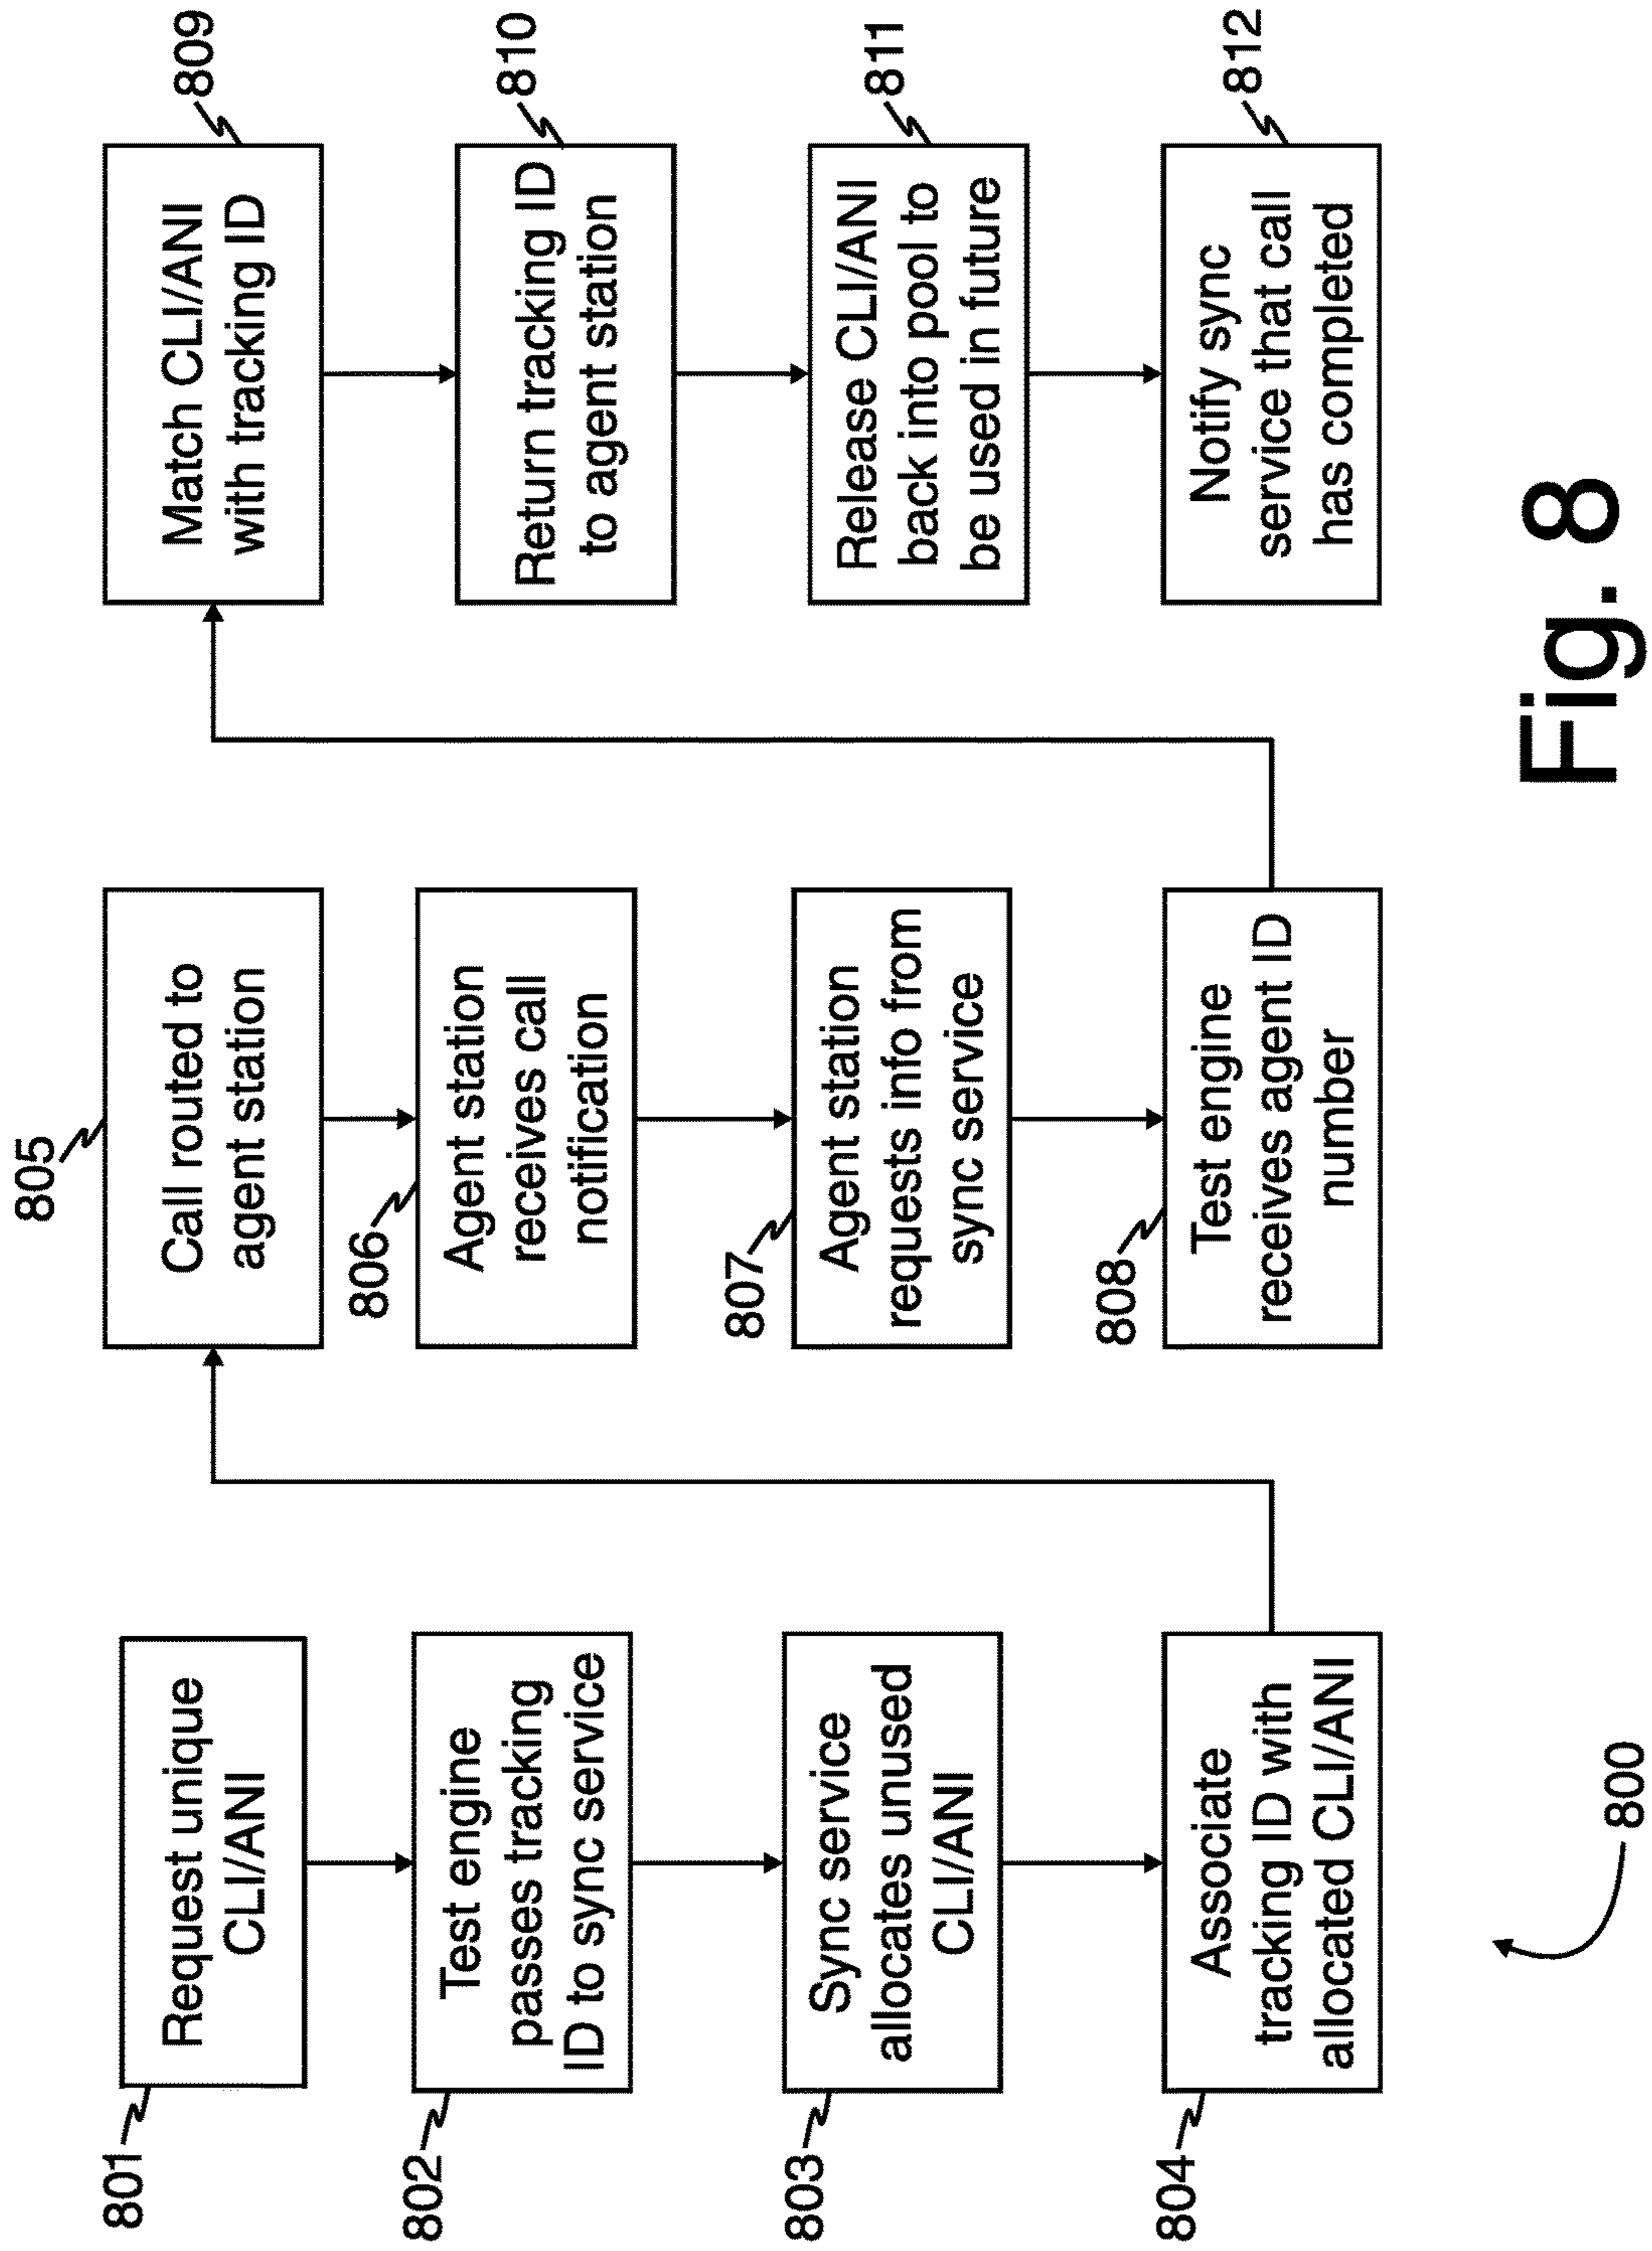 801
Request unique
CLI/ANI
802
Test engine
passes tracking
ID to sync service
803
Sync service
allocates unused
CLI/ANI
804
Associate
tracking ID with
allocated CLI/ANI
805
Call routed to
agent station
806
Agent station
receives call
notification
807
Agent station
requests info from
sync service
808
Test engine
receives agent ID
number
809
Match CLI/ANI
with tracking ID
810
Return tracking ID
to agent station
811
Release CLI/ANI
back into pool to
be used in future
812
Notify sync
service that call
has completed
800
Fig. 8